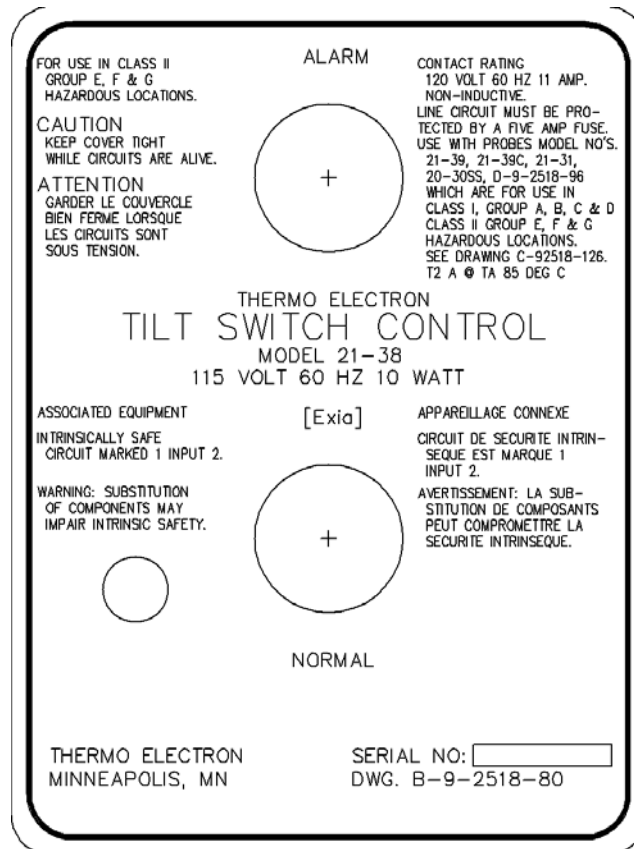 ALARM
FOR USE IN CLASS II
GROUP E, F & G
HAZARDOUS LOCATIONS.
CAUTION
KEEP COVER TIGHT
WHILE CIRCUITS ARE ALIVE.
ATTENTION
GARDER LE COUVERCLE
BIEN FERME LORSQUE
LES CIRCUITS SONT
SOUS TENSION.
CONTACT RATING
120 VOLT 60 HZ 11 AMP.
NON-INDUCTIVE.
LINE CIRCUIT MUST BE PRO-
TECTED BY A FIVE AMP FUSE.
USE WITH PROBES MODEL NO'S.
21-39, 21-39C, 21-31,
20-30SS, D-9-2518-96
WHICH ARE FOR USE IN
CLASS I, GROUP A, B, C & D
CLASS II GROUP E, F & G
HAZARDOUS LOCATIONS.
SEE DRAWING C-92518-126.
T2 A @ TA 85 DEG C
THERMO ELECTRON
TILT SWITCH CONTROL
MODEL 21-38
115 VOLT 60 HZ 10 WATT
ASSOCIATED EQUIPMENT
INTRINSICALLY SAFE
CIRCUIT MARKED 1 INPUT 2.
WARNING: SUBSTITUTION
OF COMPONENTS MAY
IMPAIR INTRINSIC SAFETY.
[Exia]
APPAREILLAGE CONNEXE
CIRCUIT DE SECURITE INTRIN-
SEQUE EST MARQUE 1
INPUT 2.
AVERTISSEMENT: LA SUB-
STITUTION DE COMPOSANTS
PEUT COMPROMETTRE LA
SECURITE INTRINSEQUE.
NORMAL
THERMO ELECTRON
MINNEAPOLIS, MN
SERIAL NO:
DWG. B-9-2518-80